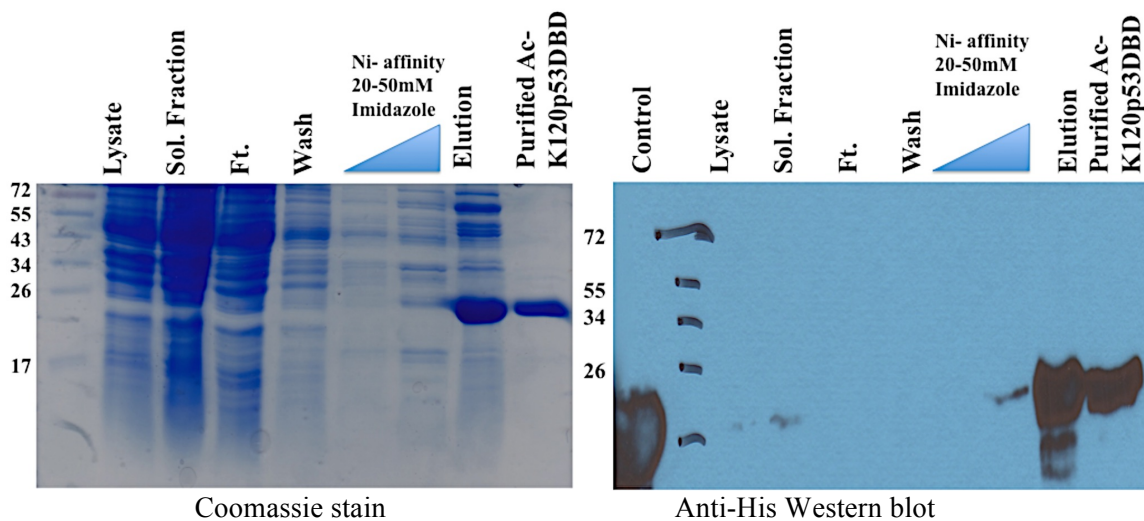 Lysate
Sol. Fraction
Ft.
Wash
Ni- affinity
20-50mM
Imidazole
Elution
Purified Ac-
K120p53DBD
72
55
43
34
26
17
Coomassie stain
Control
Lysate
Sol. Fraction
Ft.
Wash
Ni- affinity
20-50mM
Imidazole
Elution
Purified Ac-
K120p53DBD
72
55
34
26
Anti-His Western blot